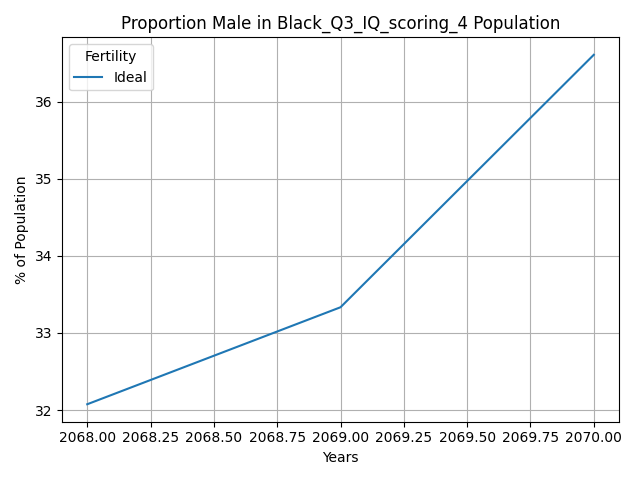 Proportion Male in Black_Q3_IQ_scoring_4 Population
Fertility
Ideal
36
35
34
33
32
% of Population
2068.00 2068.25 2068.50 2068.75 2069.00 2069.25 2069.50 2069.75 2070.00
Years